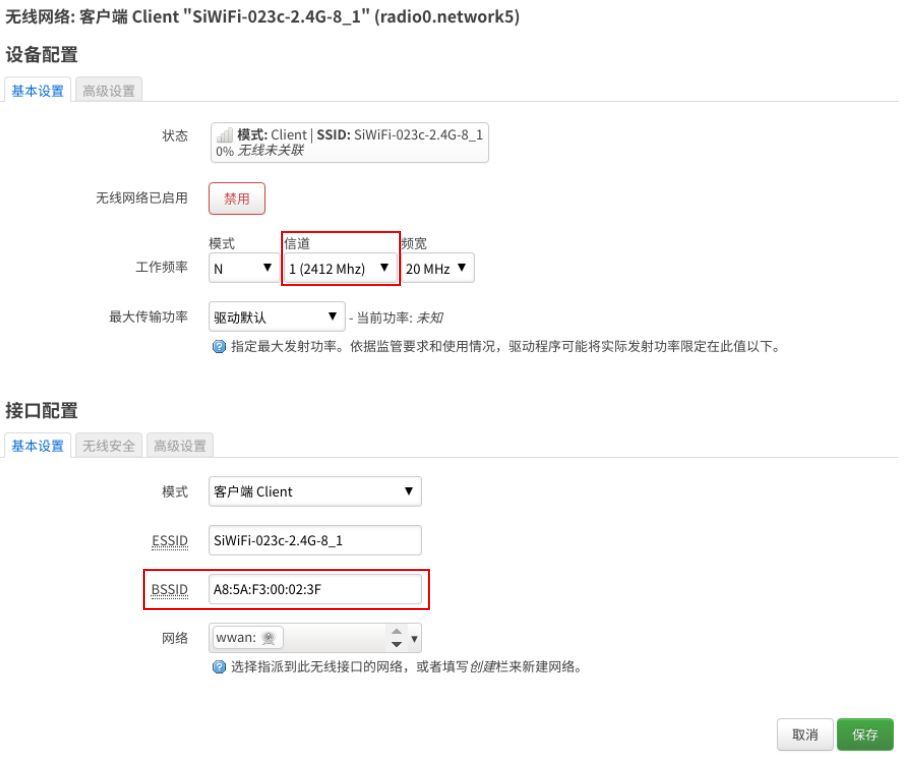 无线网络: 客户端 Client "SiWiFi-023c-2.4G-8_1" (radio0.network5)
设备配置
基本设置 高级设置
状态 模式: Client | SSID: SiWiFi-023c-2.4G-8_1
0% 无线未关联
无线网络已启用 禁用
模式 信道 频宽
工作频率 N 1 (2412 Mhz) 20 MHz
最大传输功率 驱动默认 - 当前功率: 未知
指定最大发射功率。依据监管要求和使用情况，驱动程序可能将实际发射功率限定在此值以下。
接口配置
基本设置 无线安全 高级设置
模式 客户端 Client
ESSID SiWiFi-023c-2.4G-8_1
BSSID A8:5A:F3:00:02:3F
网络 wwan:
选择指派到此无线接口的网络，或者填写创建栏来新建网络。
取消 保存